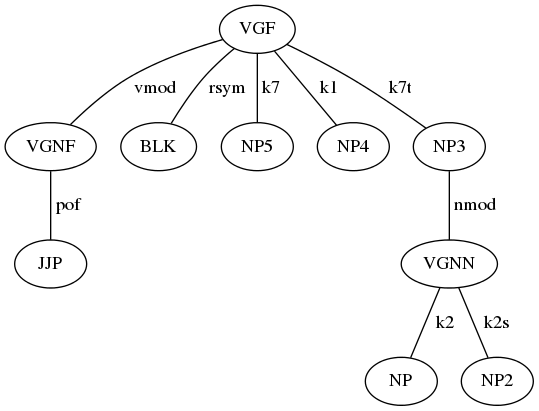 VGF
vmod rsym k7 k1 k7t
VGNF BLK NP5 NP4 NP3
pof nmod
JJP VGNN
k2 k2s
NP NP2